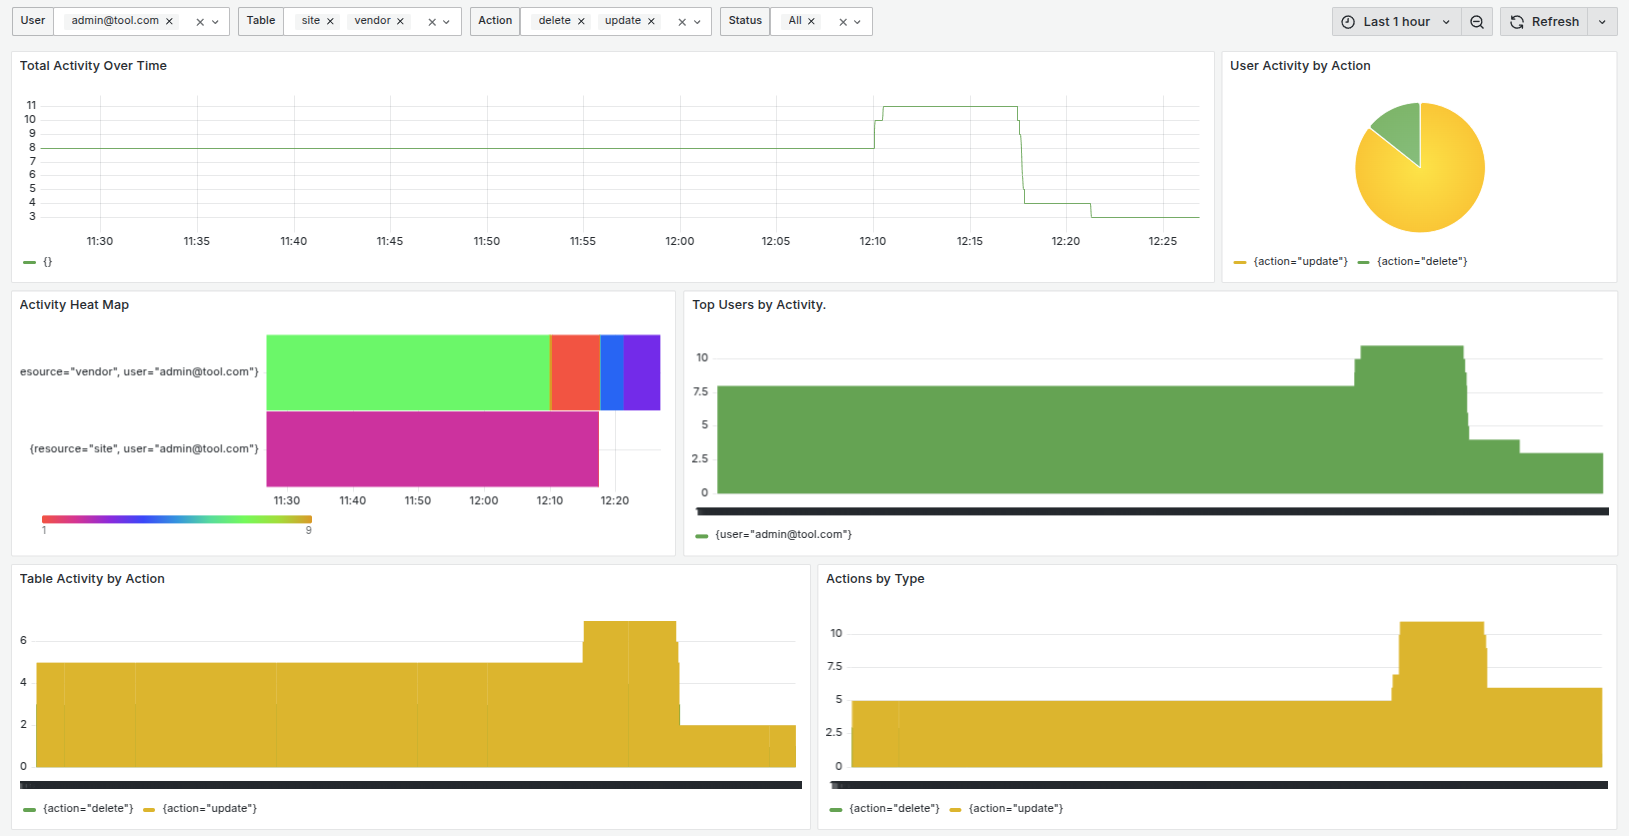 User admin@tool.com Table site vendor Action delete update Status All Last 1 hour Refresh
Total Activity Over Time
11
10
9
8
7
6
5
4
3
11:30 11:35 11:40 11:45 11:50 11:55 12:00 12:05 12:10 12:15 12:20 12:25
{}
User Activity by Action
{action="update"} {action="delete"}
Activity Heat Map
esource="vendor", user="admin@tool.com"}
{resource="site", user="admin@tool.com"}
11:30 11:40 11:50 12:00 12:10 12:20
1 9
Top Users by Activity.
10
7.5
5
2.5
0
{user="admin@tool.com"}
Table Activity by Action
6
4
2
0
{action="delete"} {action="update"}
Actions by Type
10
7.5
5
2.5
0
{action="delete"} {action="update"}